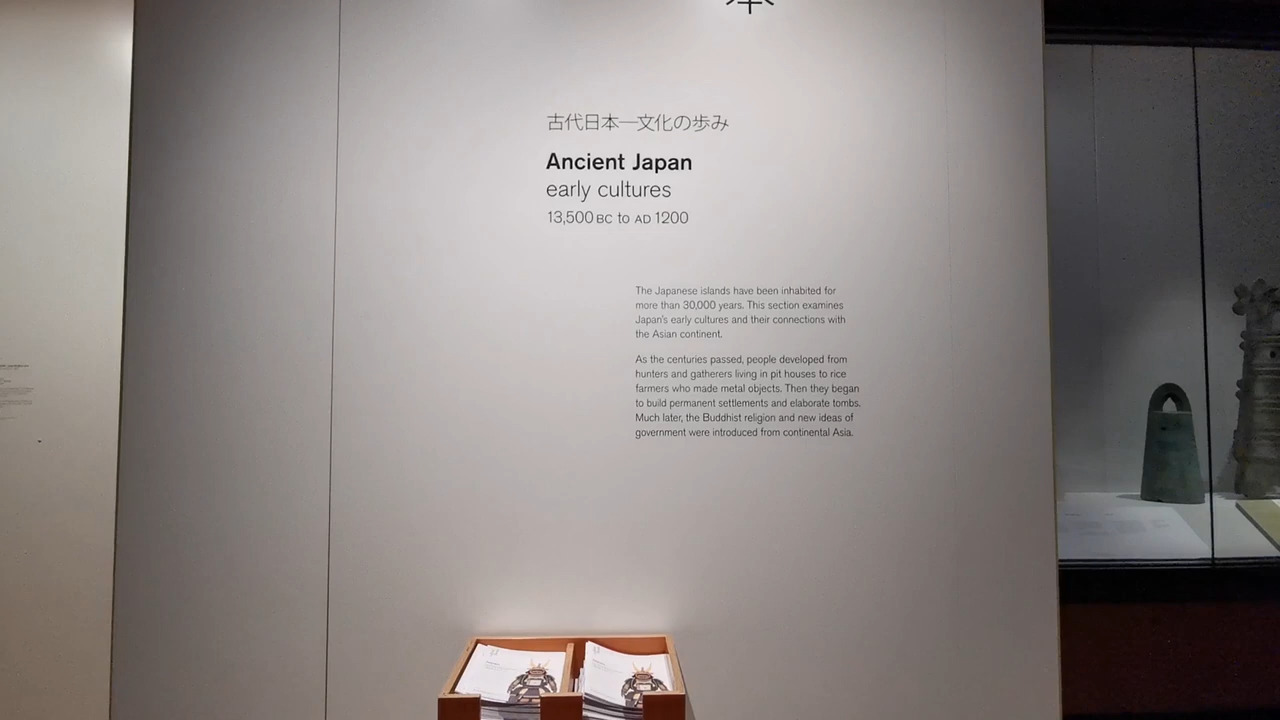 本
古代日本—文化の歩み
Ancient Japan
early cultures
13,500 BC to AD 1200
The Japanese islands have been inhabited for
more than 30,000 years. This section examines
Japan's early cultures and their connections with
the Asian continent.
As the centuries passed, people developed from
hunters and gatherers living in pit houses to rice
farmers who made metal objects. Then they began
to build permanent settlements and elaborate tombs.
Much later, the Buddhist religion and new ideas of
government were introduced from continental Asia.